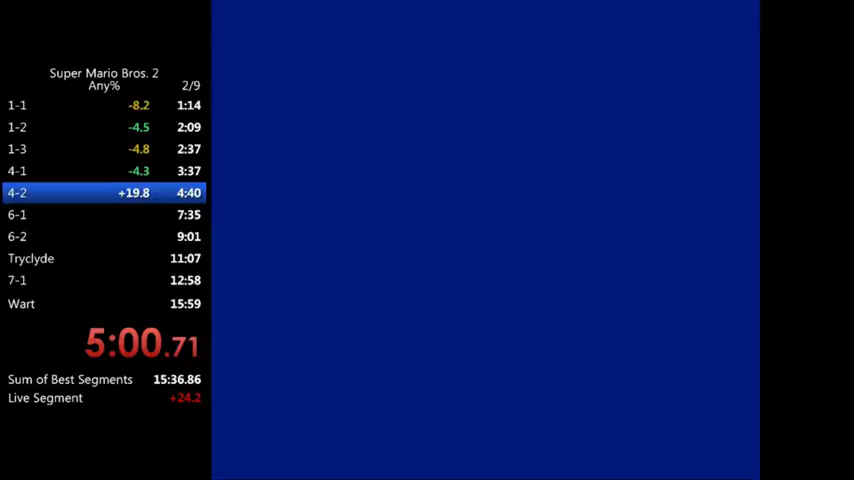 Super Mario Bros. 2
Any% 2/9
1-1 -8.2 1:14
1-2 -4.5 2:09
1-3 -4.8 2:37
4-1 -4.3 3:37
4-2 +19.8 4:40
6-1 7:35
6-2 9:01
Tryclyde 11:07
7-1 12:58
Wart 15:59
5:00.71
Sum of Best Segments 15:36.86
Live Segment +24.2